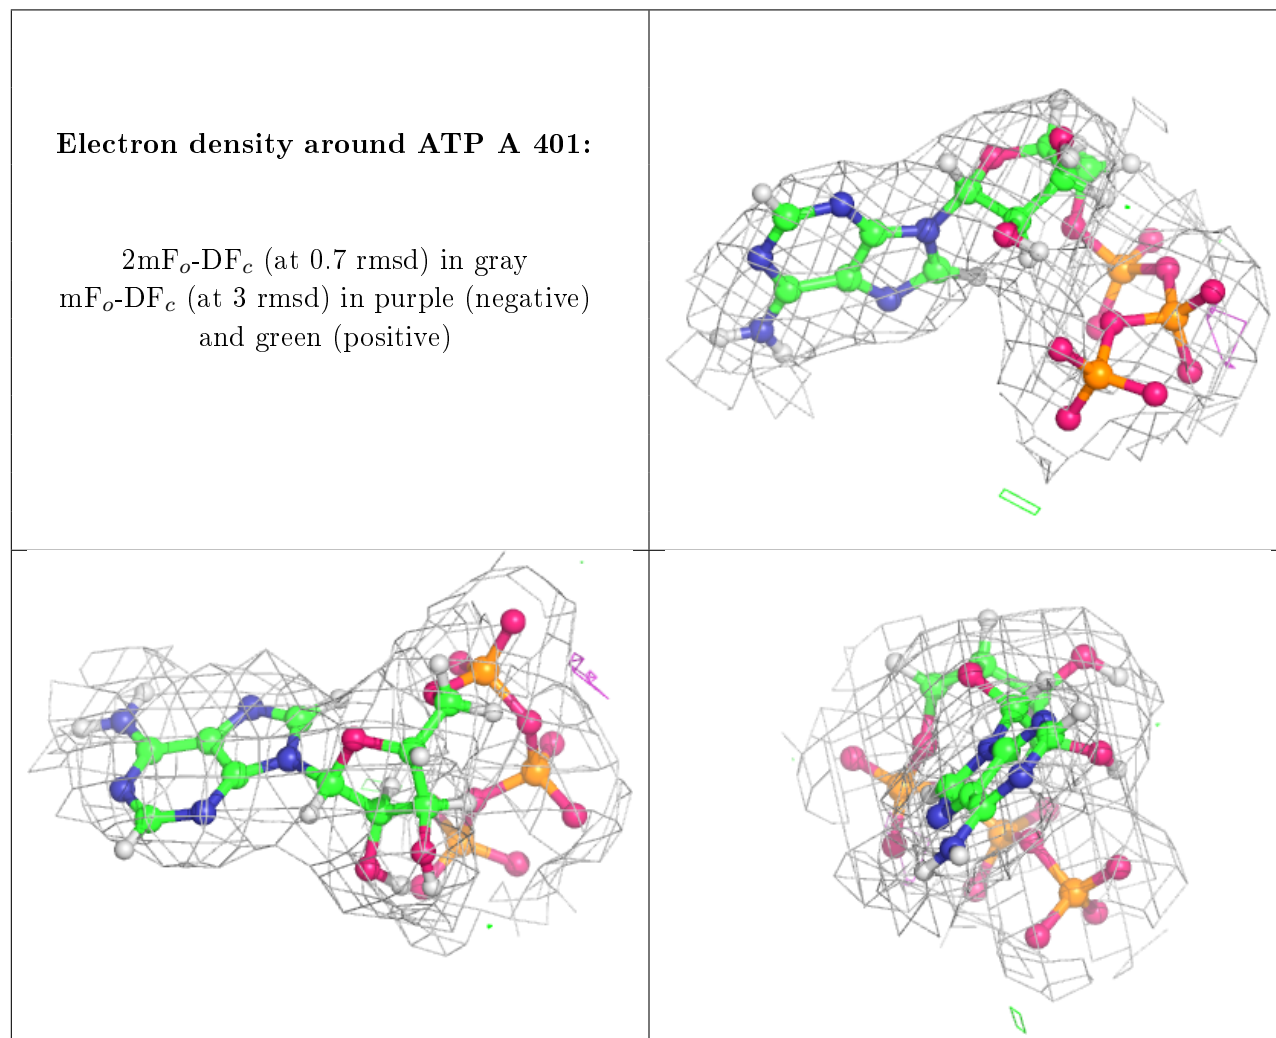 Electron density around ATP A 401:
2mFo-DFc (at 0.7 rmsd) in gray
mFo-DFc (at 3 rmsd) in purple (negative)
and green (positive)